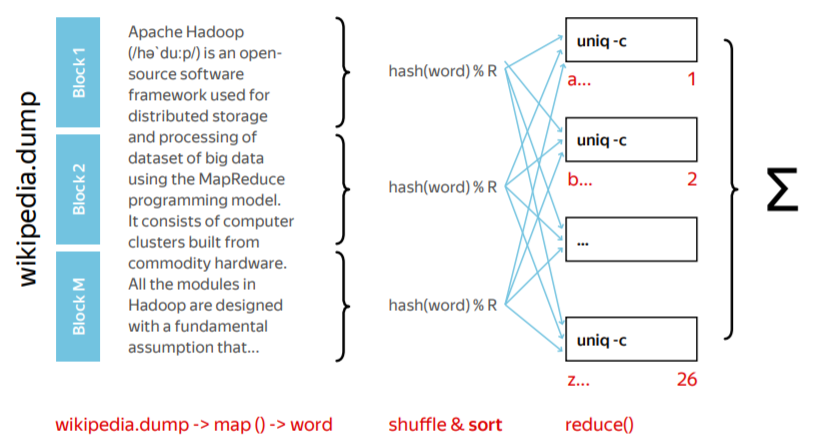 wikipedia.dump
Block 1
Block 2
Block M
Apache Hadoop
(/hə`du:p/) is an open-
source software
framework used for
distributed storage
and processing of
dataset of big data
using the MapReduce
programming model.
It consists of computer
clusters built from
commodity hardware.
All the modules in
Hadoop are designed
with a fundamental
assumption that...
hash(word) % R
hash(word) % R
hash(word) % R
uniq -c
a... 1
uniq -c
b... 2
...
uniq -c
z... 26
Σ
wikipedia.dump -> map () -> word
shuffle & sort
reduce()